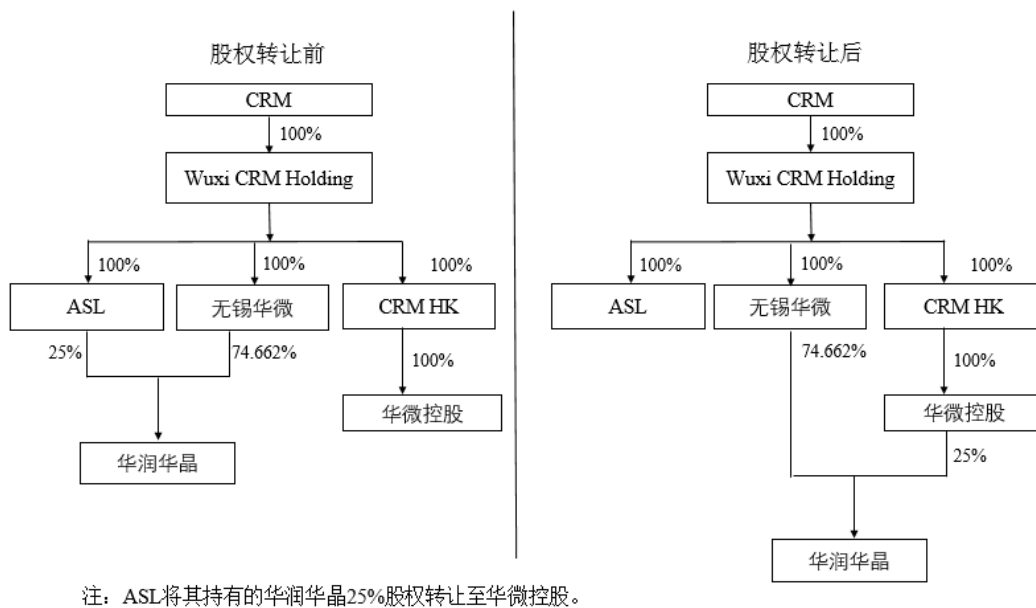 股权转让前
CRM
100%
Wuxi CRM Holding
100%
100%
100%
ASL
无锡华微
CRM HK
25%
74.662%
100%
华微控股
华润华晶
股权转让后
CRM
100%
Wuxi CRM Holding
100%
100%
100%
ASL
无锡华微
CRM HK
74.662%
100%
华微控股
25%
华润华晶
注：ASL将其持有的华润华晶25%股权转让至华微控股。